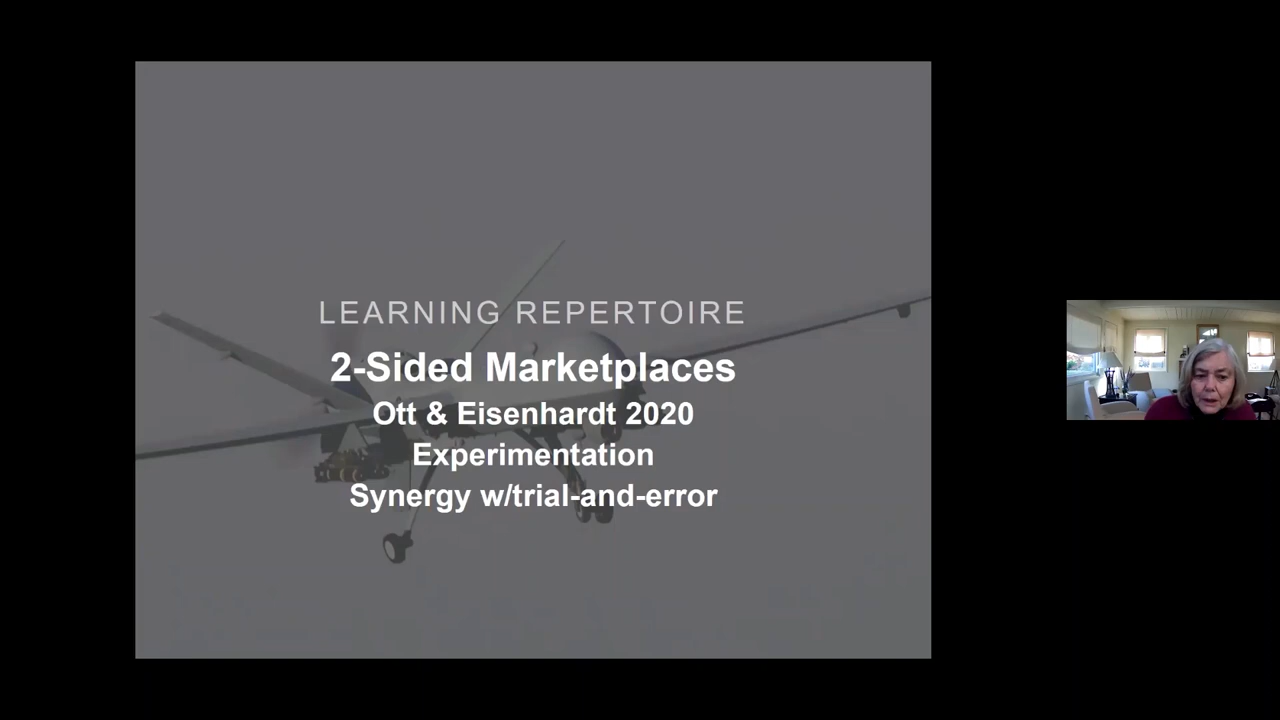 LEARNING REPERTOIRE
2-Sided Marketplaces
Ott & Eisenhardt 2020
Experimentation
Synergy w/trial-and-error